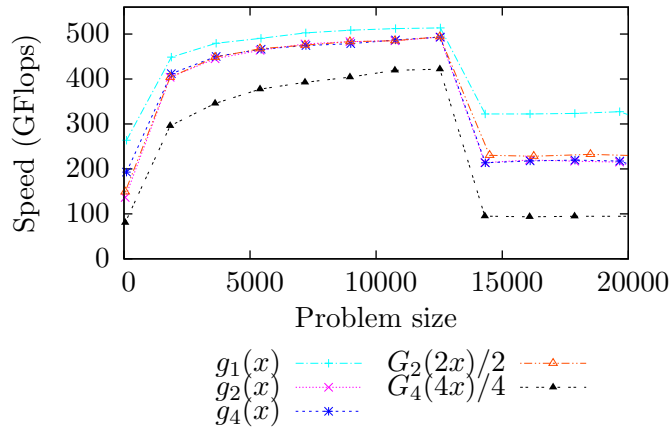 500
400
300
200
100
0
Speed (GFlops)
0 5000 10000 15000 20000
Problem size
g₁(x) G₂(2x)/2
g₂(x) G₄(4x)/4
g₄(x)